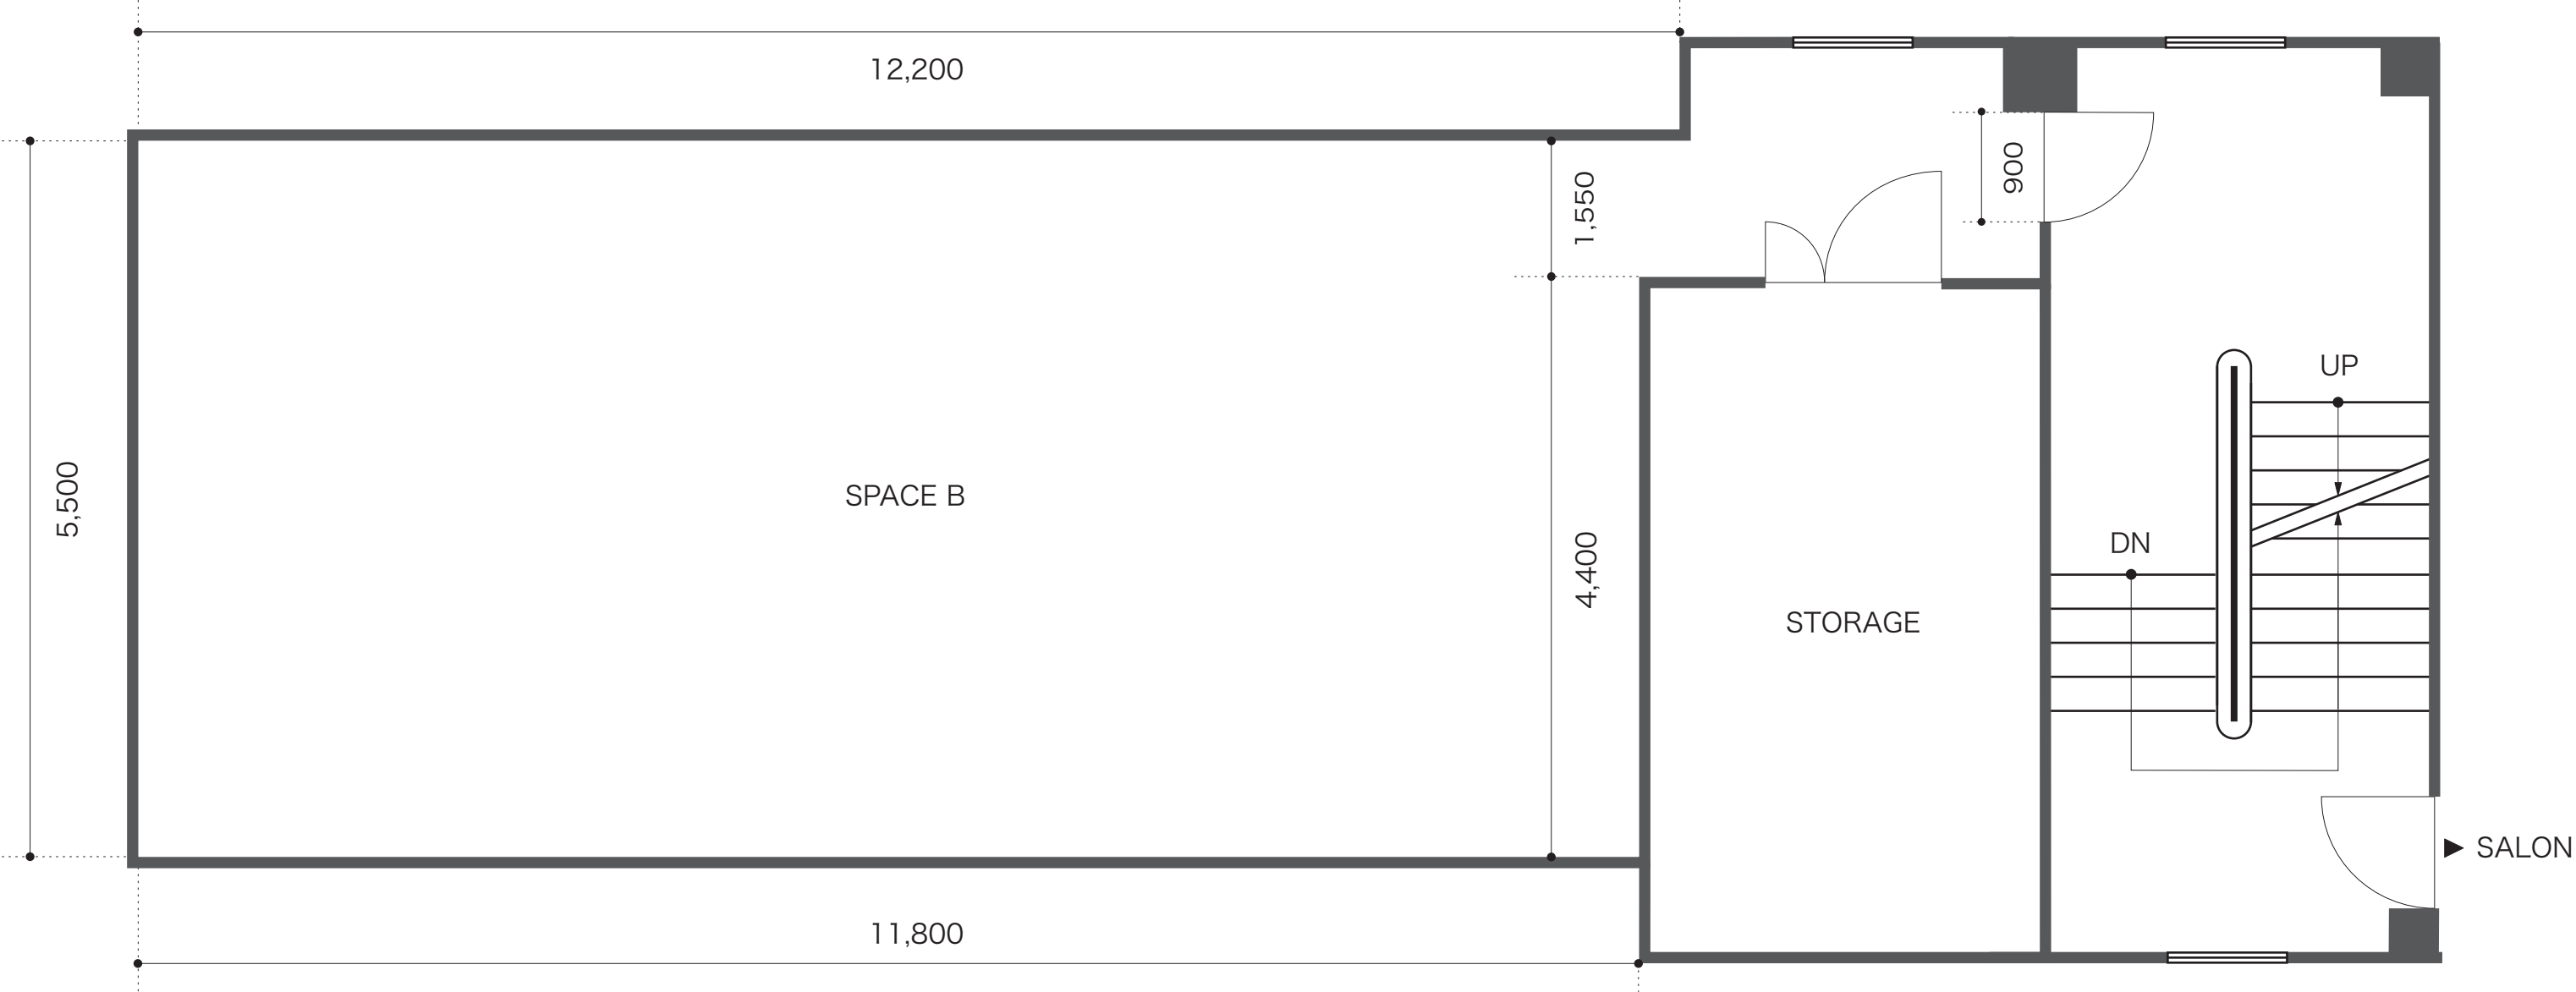 12,200
1,550
900
5,500
SPACE B
4,400
STORAGE
UP
DN
SALON
11,800